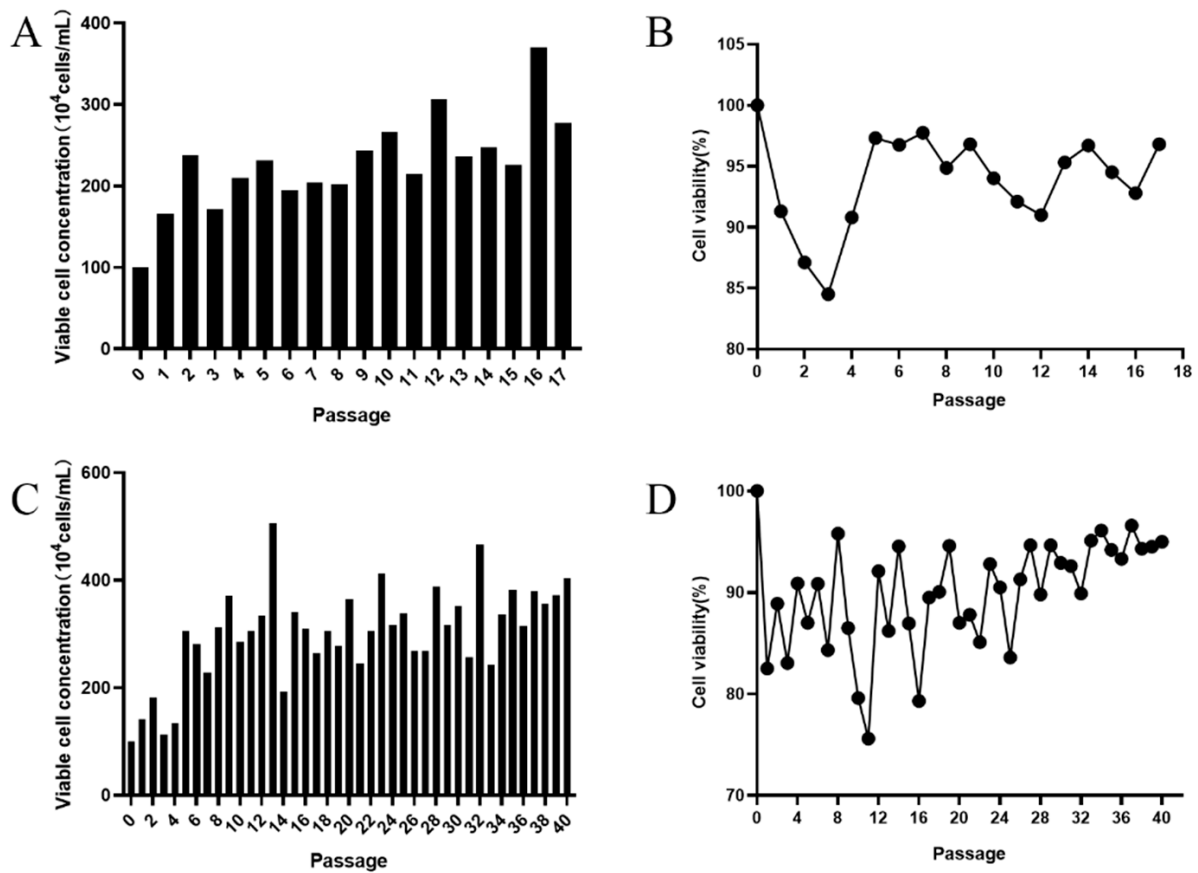 A
Viable cell concentration（10⁴cells/mL）
400
300
200
100
0
0 1 2 3 4 5 6 7 8 9 10 11 12 13 14 15 16 17
Passage
B
Cell viability(%)
105
100
95
90
85
80
0 2 4 6 8 10 12 14 16 18
Passage
C
Viable cell concentration（10⁴cells/mL）
600
400
200
0
0 2 4 6 8 10 12 14 16 18 20 22 24 26 28 30 32 34 36 38 40
Passage
D
Cell viability(%)
100
90
80
70
0 4 8 12 16 20 24 28 32 36 40
Passage